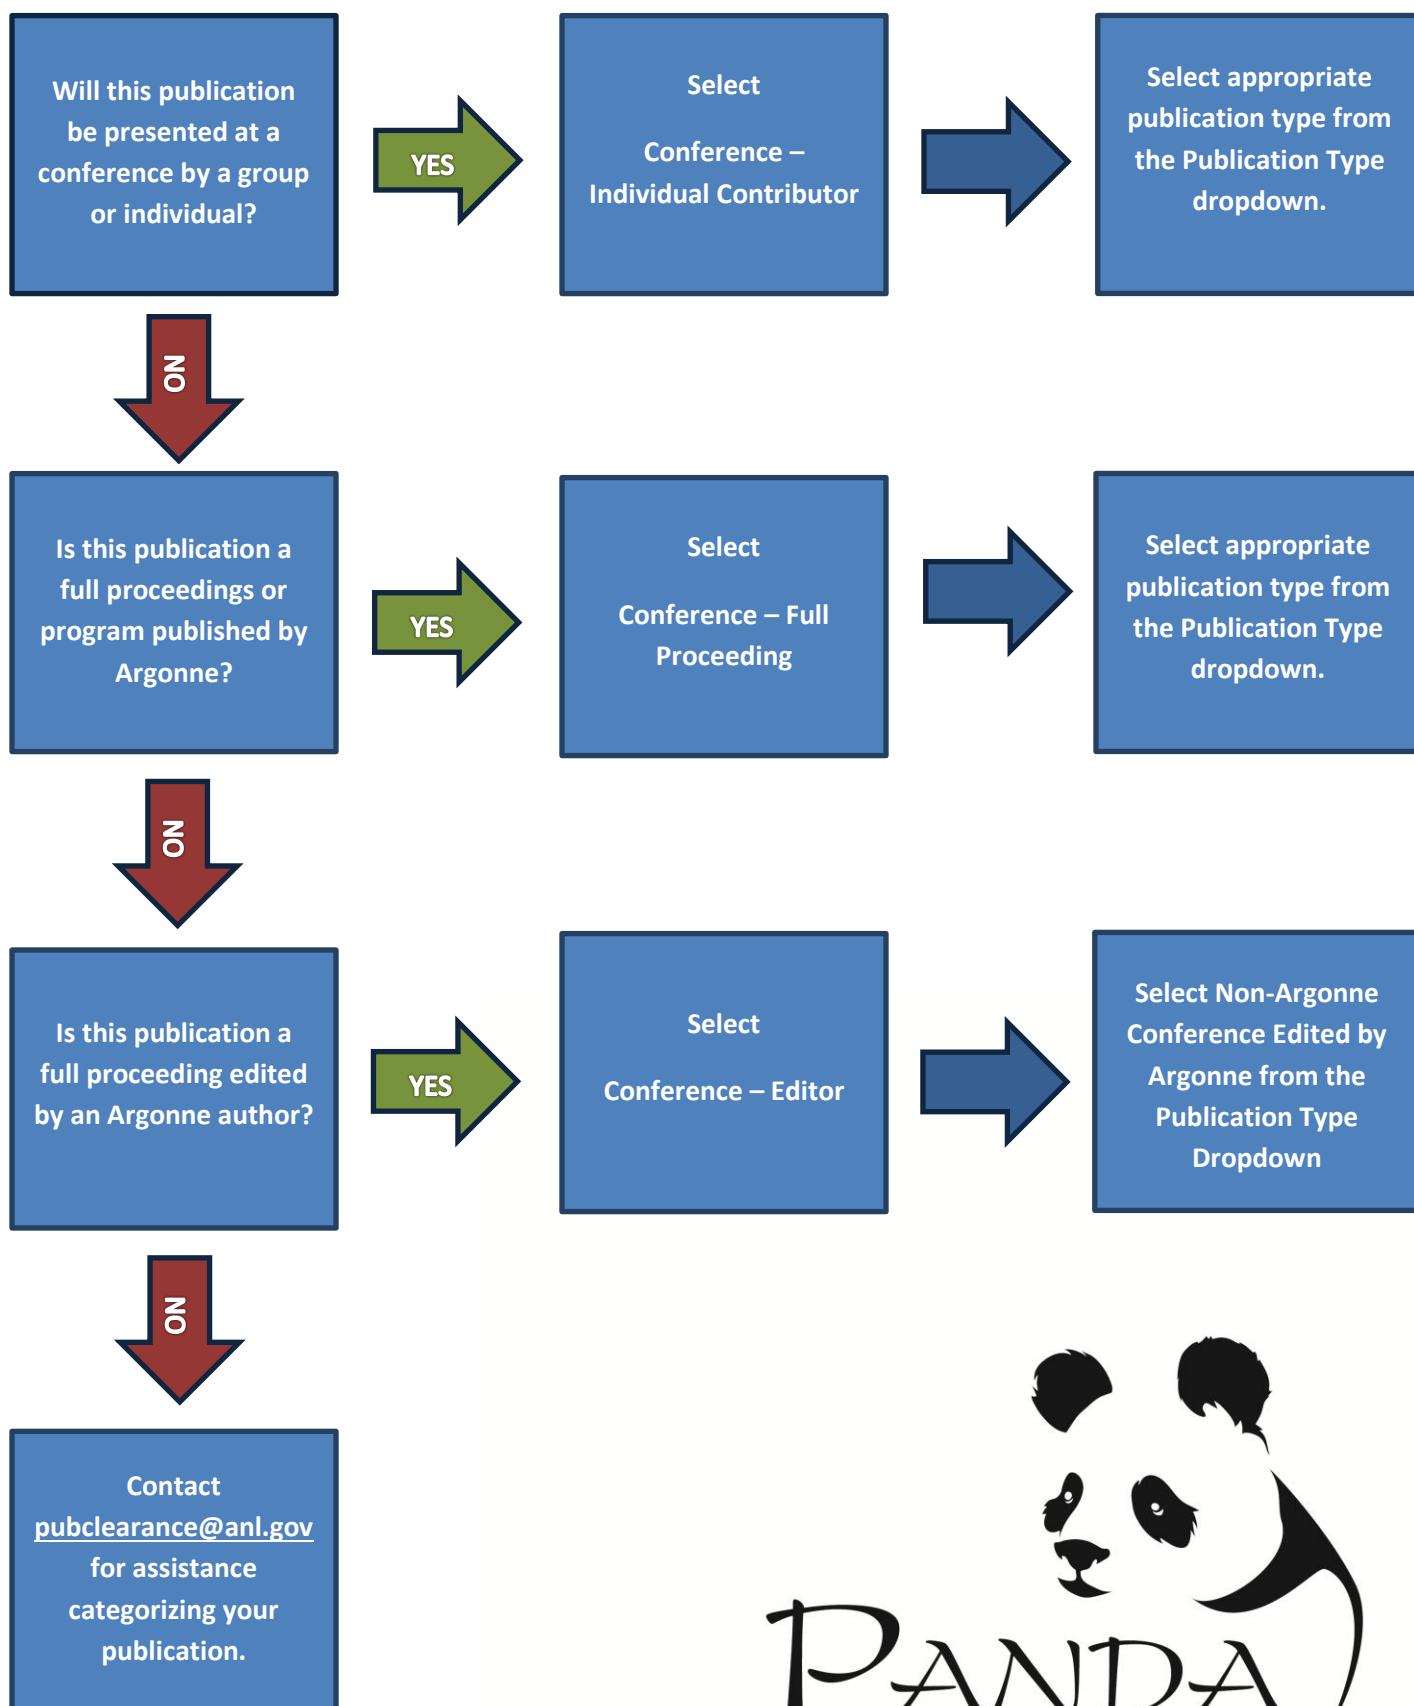 Will this publication
be presented at a
conference by a group
or individual?
YES
Select
Conference –
Individual Contributor
Select appropriate
publication type from
the Publication Type
dropdown.
NO
Is this publication a
full proceedings or
program published by
Argonne?
YES
Select
Conference – Full
Proceeding
Select appropriate
publication type from
the Publication Type
dropdown.
NO
Is this publication a
full proceeding edited
by an Argonne author?
YES
Select
Conference – Editor
Select Non-Argonne
Conference Edited by
Argonne from the
Publication Type
Dropdown
NO
Contact
pubclearance@anl.gov
for assistance
categorizing your
publication.
PANDA